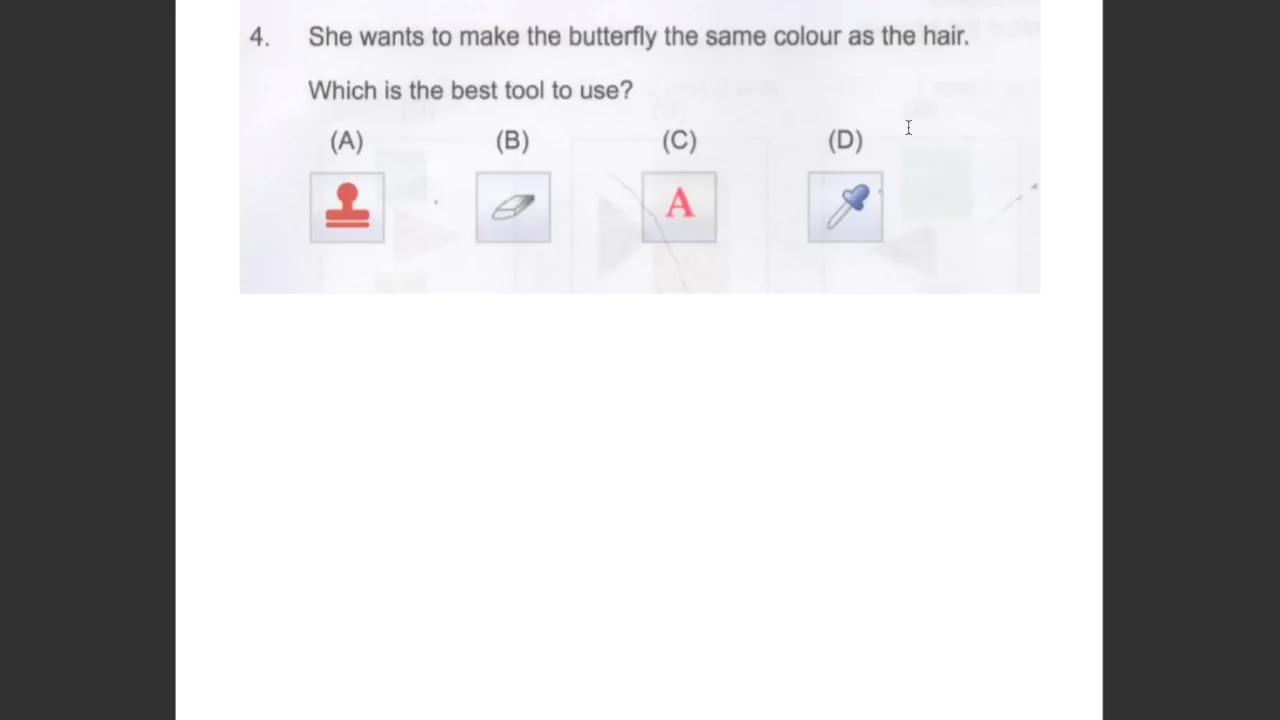 4. She wants to make the butterfly the same colour as the hair.
Which is the best tool to use?
(A) (B) (C) (D)
A